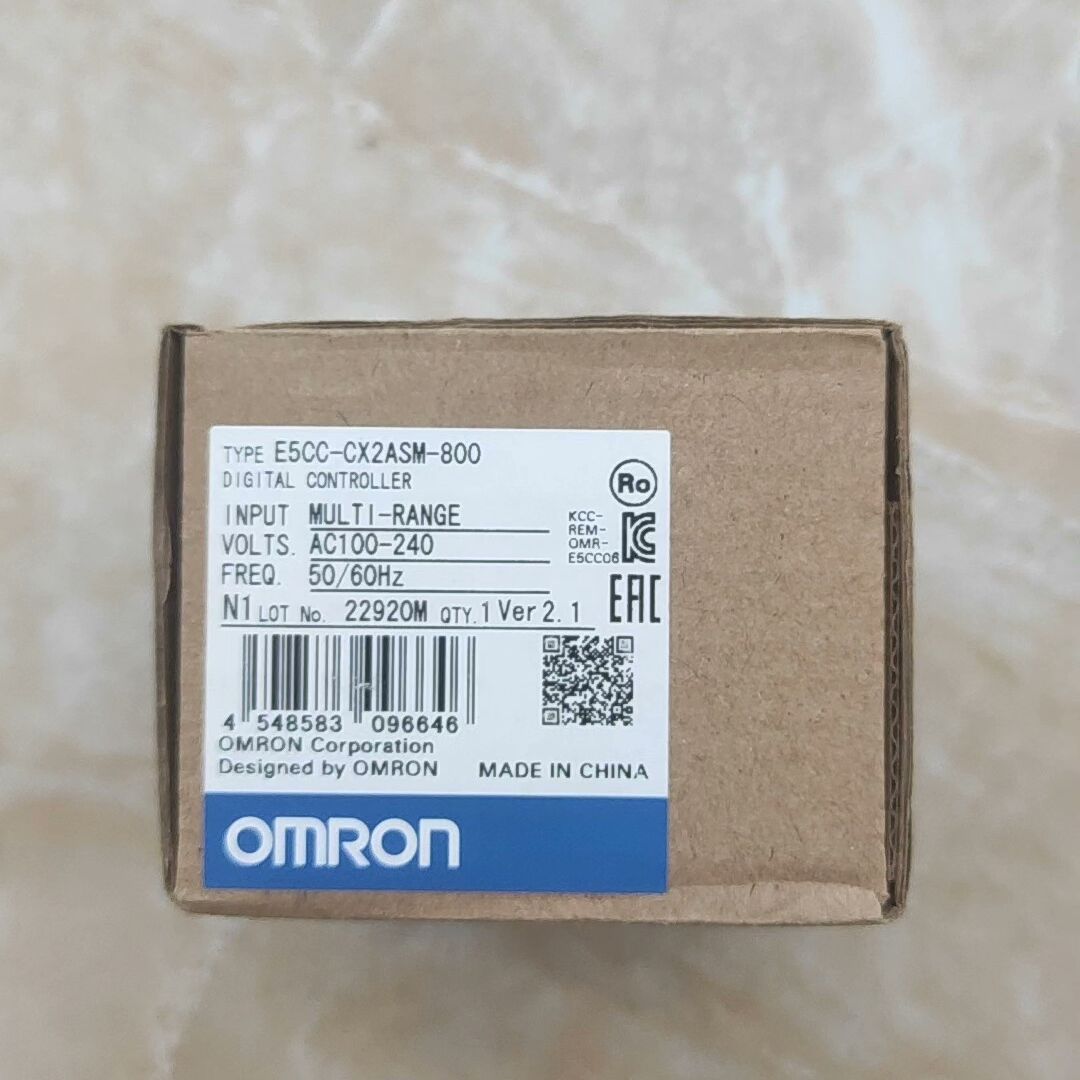 TYPE E5CC-CX2ASM-800
DIGITAL CONTROLLER
Ro
INPUT MULTI-RANGE
VOLTS. AC100-240
FREQ. 50/60Hz
KCC-
REM-
OMR-
E5CC06
EAC
N1 LOT No. 22920M QTY.1 Ver 2.1
4 548583 096646
OMRON Corporation
Designed by OMRON MADE IN CHINA
OMRON